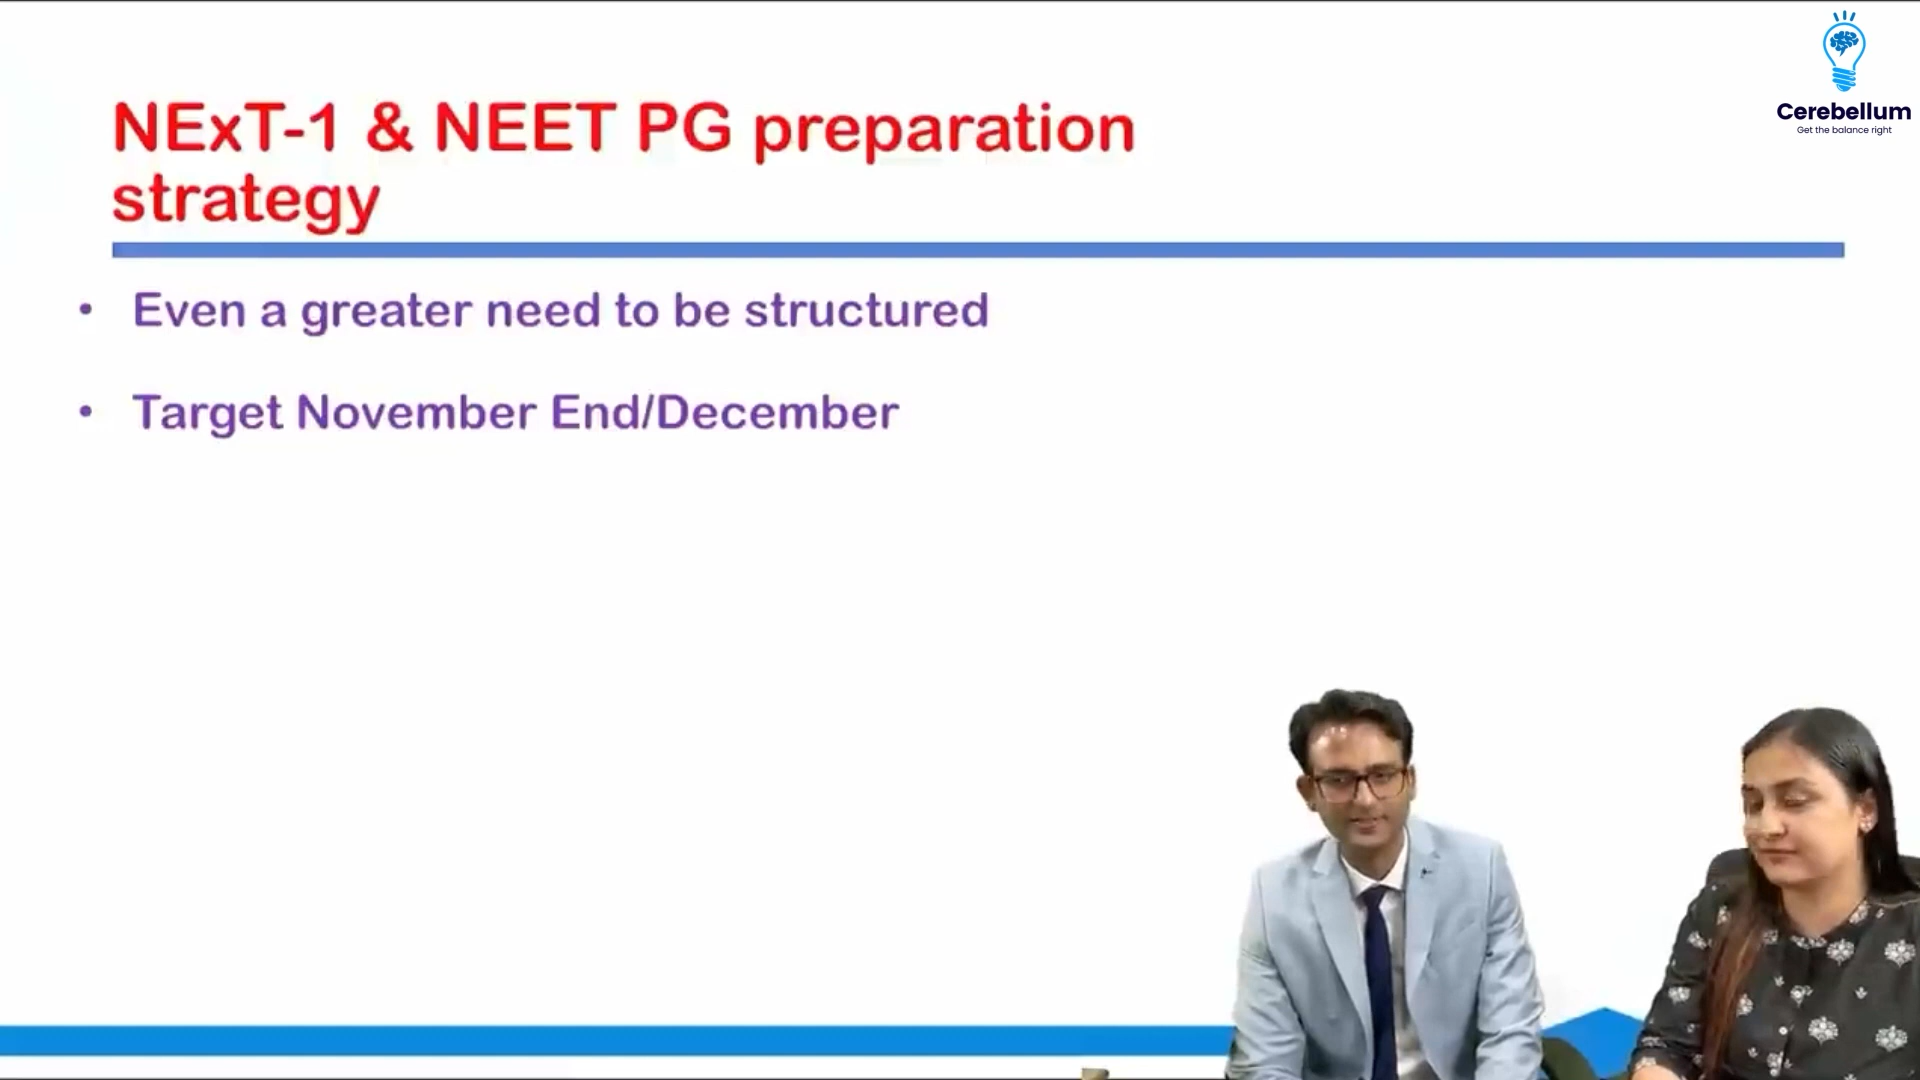 Cerebellum
Get the balance right
NExT-1 & NEET PG preparation
strategy
• Even a greater need to be structured
• Target November End/December